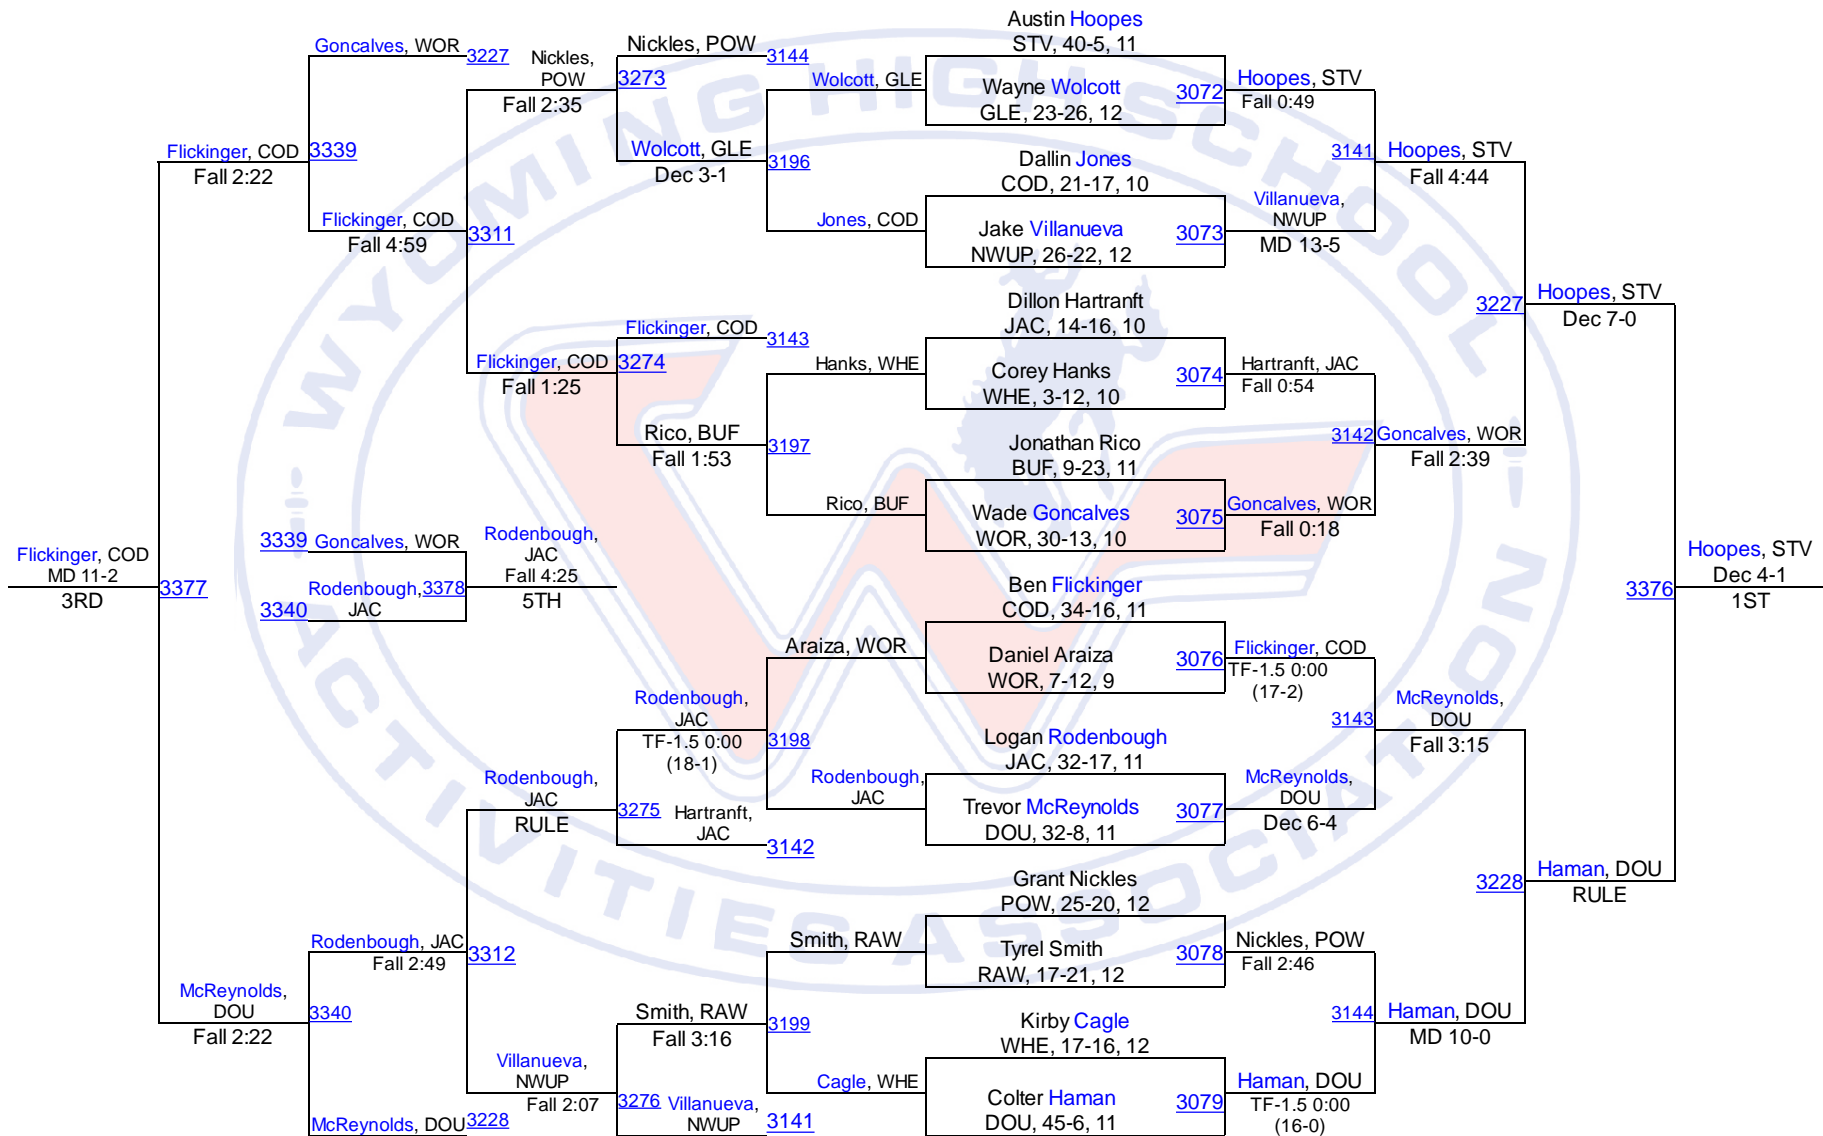 WYOMING HIGH SCHOOL
ACTIVITIES ASSOCIATION
Flickinger, COD
MD 11-2
3RD
3377
Flickinger, COD
Fall 2:22
McReynolds,
DOU
Fall 2:22
Goncalves, WOR
3227
3339
Flickinger, COD
Fall 4:59
3311
3339
Goncalves, WOR
Rodenbough,
JAC
3340
3378
Rodenbough,
JAC
Fall 4:25
5TH
Rodenbough, JAC
Fall 2:49
3312
3340
McReynolds, DOU
3228
Nickles,
POW
Fall 2:35
3273
Flickinger, COD
Fall 1:25
3274
Rodenbough,
JAC
RULE
3275
Villanueva,
NWUP
Fall 2:07
3276
Nickles, POW
3144
Wolcott, GLE
Dec 3-1
3196
Flickinger, COD
3143
Rico, BUF
Fall 1:53
3197
Rodenbough,
JAC
TF-1.5 0:00
(18-1)
3198
Hartranft,
JAC
3142
Smith, RAW
Fall 3:16
3199
Villanueva,
NWUP
3141
Wolcott, GLE
Jones, COD
Hanks, WHE
Rico, BUF
Araiza, WOR
Rodenbough,
JAC
Smith, RAW
Cagle, WHE
Austin Hoopes
STV, 40-5, 11
Wayne Wolcott
GLE, 23-26, 12
3072
Dallin Jones
COD, 21-17, 10
Jake Villanueva
NWUP, 26-22, 12
3073
Dillon Hartranft
JAC, 14-16, 10
Corey Hanks
WHE, 3-12, 10
3074
Jonathan Rico
BUF, 9-23, 11
Wade Goncalves
WOR, 30-13, 10
3075
Ben Flickinger
COD, 34-16, 11
Daniel Araiza
WOR, 7-12, 9
3076
Logan Rodenbough
JAC, 32-17, 11
Trevor McReynolds
DOU, 32-8, 11
3077
Grant Nickles
POW, 25-20, 12
Tyrel Smith
RAW, 17-21, 12
3078
Kirby Cagle
WHE, 17-16, 12
Colter Haman
DOU, 45-6, 11
3079
Hoopes, STV
Fall 0:49
Villanueva,
NWUP
MD 13-5
Hartranft, JAC
Fall 0:54
Goncalves, WOR
Fall 0:18
Flickinger, COD
TF-1.5 0:00
(17-2)
McReynolds,
DOU
Dec 6-4
Nickles, POW
Fall 2:46
Haman, DOU
TF-1.5 0:00
(16-0)
3141
Hoopes, STV
Fall 4:44
3142
Goncalves, WOR
Fall 2:39
3143
McReynolds,
DOU
Fall 3:15
3144
Haman, DOU
MD 10-0
3227
Hoopes, STV
Dec 7-0
3228
Haman, DOU
RULE
3376
Hoopes, STV
Dec 4-1
1ST